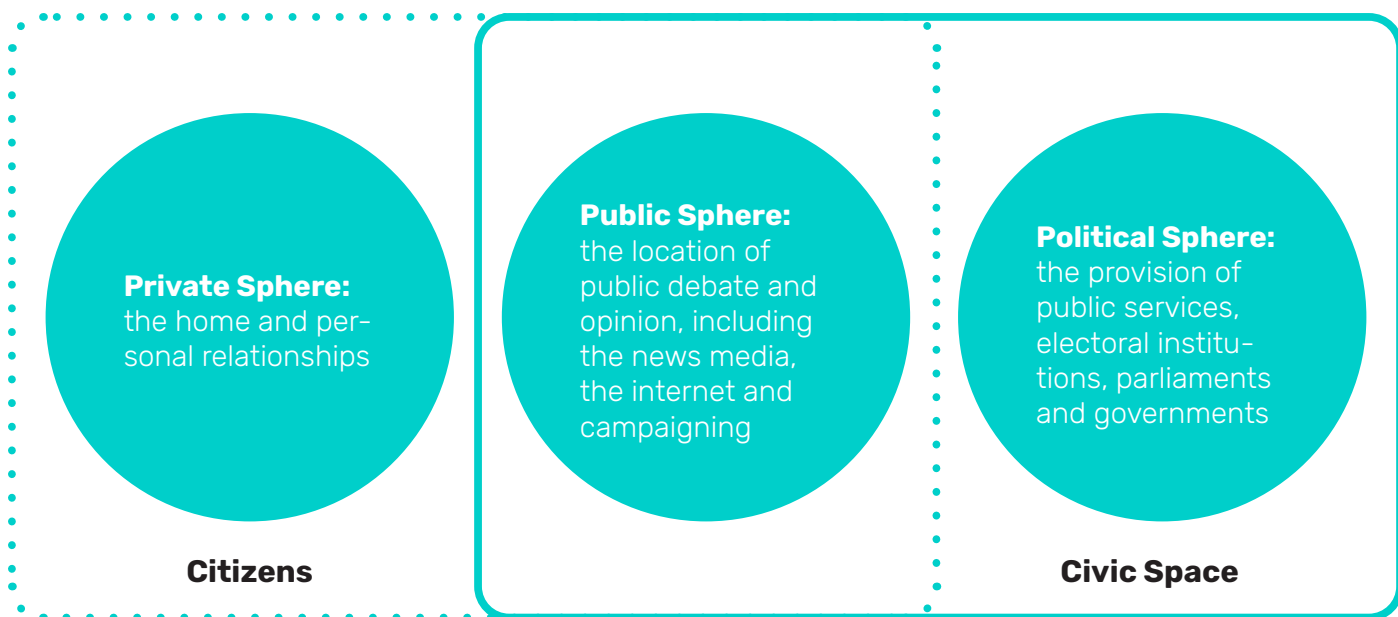 Private Sphere:
the home and per-
sonal relationships
Citizens
Public Sphere:
the location of
public debate and
opinion, including
the news media,
the internet and
campaigning
Political Sphere:
the provision of
public services,
electoral institu-
tions, parliaments
and governments
Civic Space